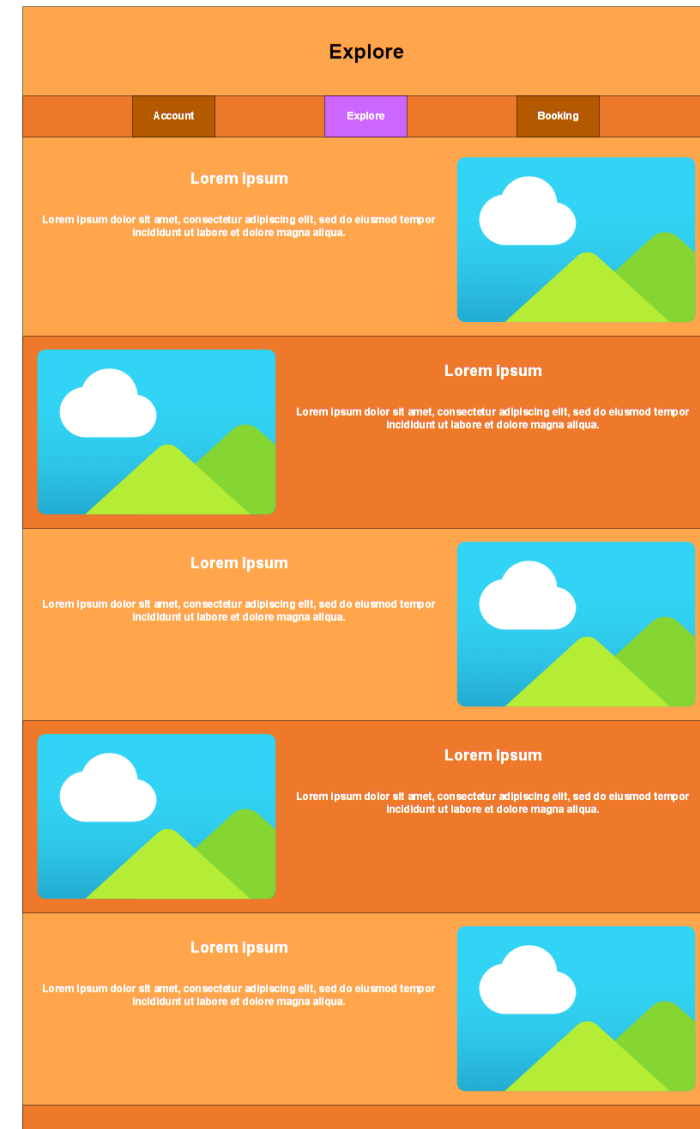 Explore
Account
Explore
Booking
Lorem ipsum
Lorem ipsum dolor sit amet, consectetur adipiscing elit, sed do eiusmod tempor
incididunt ut labore et dolore magna aliqua.
Lorem ipsum
Lorem ipsum dolor sit amet, consectetur adipiscing elit, sed do eiusmod tempor
incididunt ut labore et dolore magna aliqua.
Lorem ipsum
Lorem ipsum dolor sit amet, consectetur adipiscing elit, sed do eiusmod tempor
incididunt ut labore et dolore magna aliqua.
Lorem ipsum
Lorem ipsum dolor sit amet, consectetur adipiscing elit, sed do eiusmod tempor
incididunt ut labore et dolore magna aliqua.
Lorem ipsum
Lorem ipsum dolor sit amet, consectetur adipiscing elit, sed do eiusmod tempor
incididunt ut labore et dolore magna aliqua.